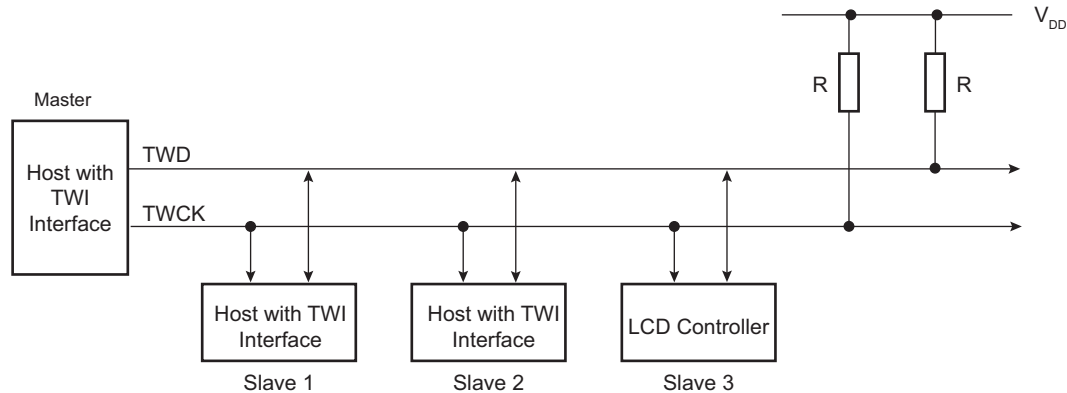 V_DD
R
R
Master
Host with
TWI
Interface
TWD
TWCK
Host with TWI
Interface
Host with TWI
Interface
LCD Controller
Slave 1
Slave 2
Slave 3